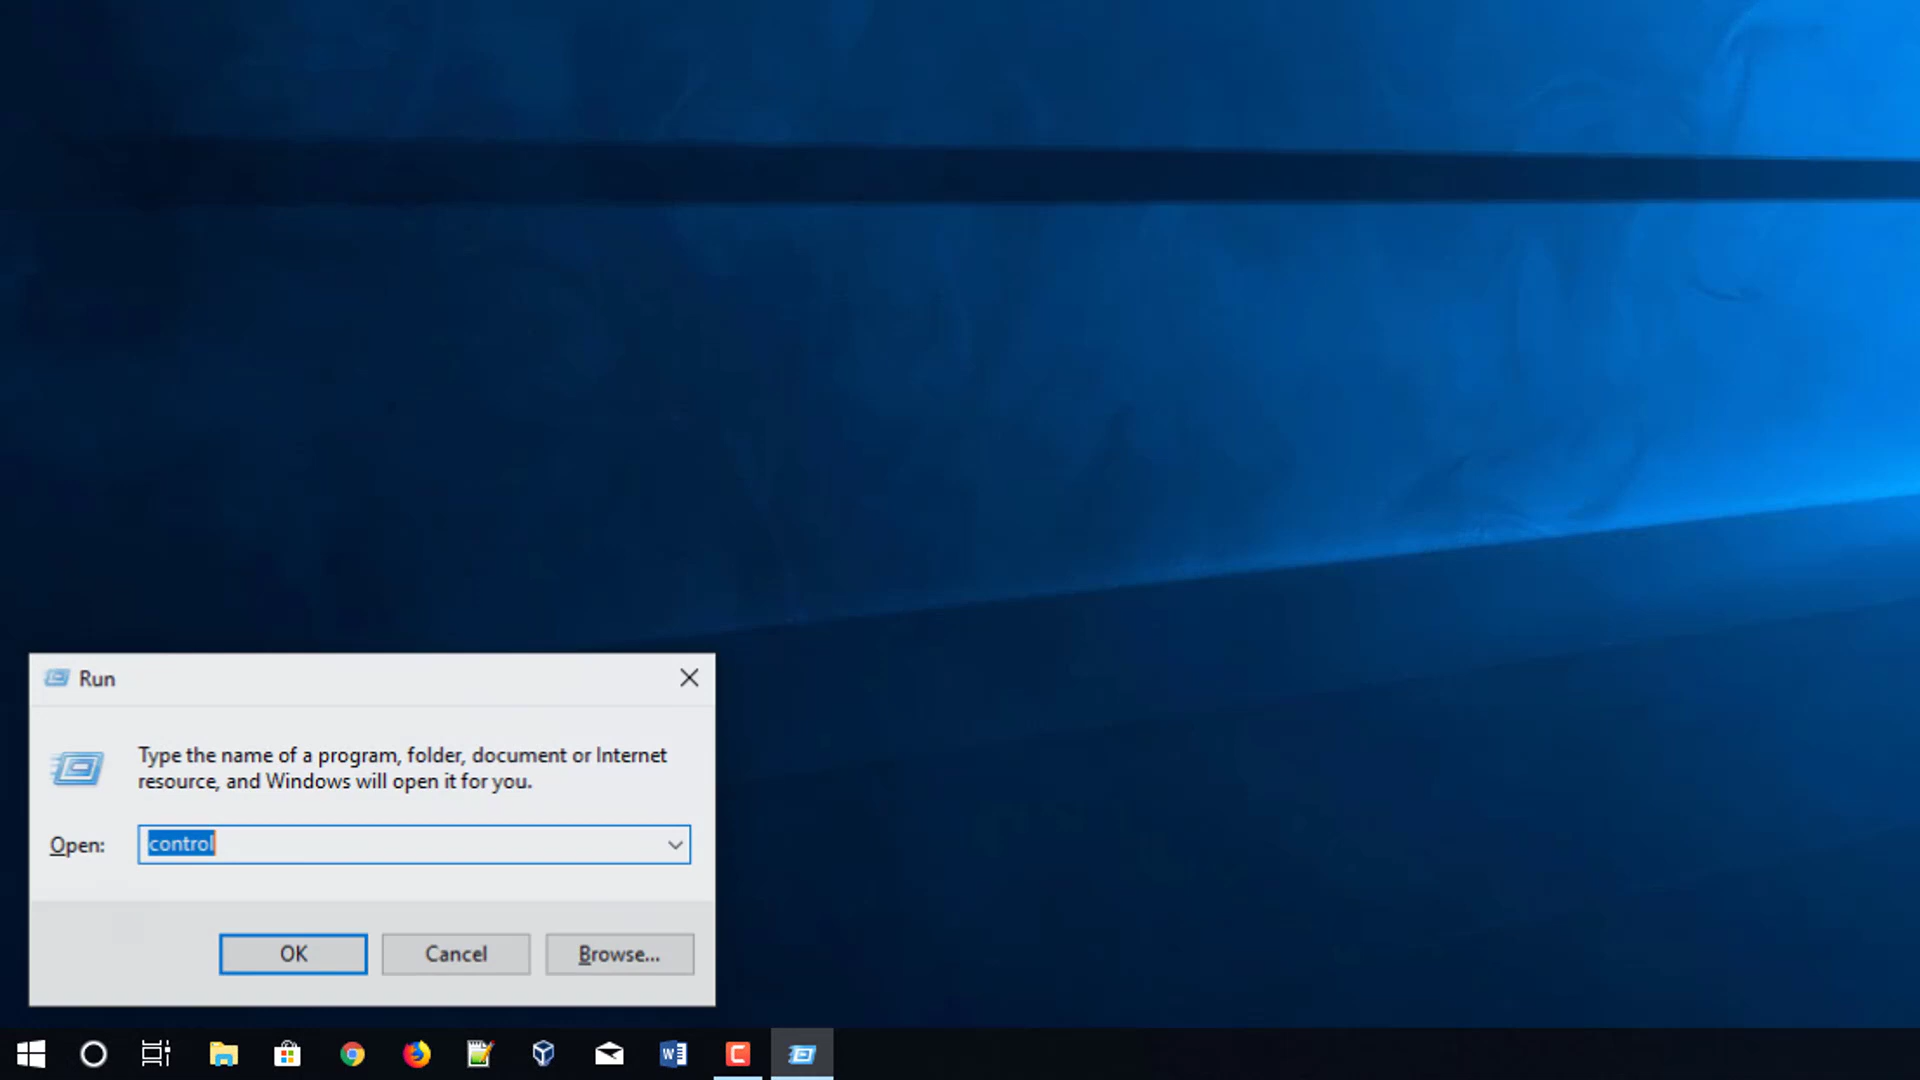 Run
Type the name of a program, folder, document or Internet
resource, and Windows will open it for you.
Open: control
OK Cancel Browse...